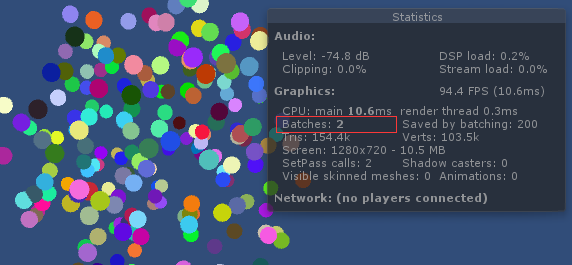 Statistics
Audio:
Level: -74.8 dB DSP load: 0.2%
Clipping: 0.0% Stream load: 0.0%
Graphics: 94.4 FPS (10.6ms)
CPU: main 10.6ms render thread 0.3ms
Batches: 2 Saved by batching: 200
Tris: 154.4k Verts: 103.5k
Screen: 1280x720 - 10.5 MB
SetPass calls: 2 Shadow casters: 0
Visible skinned meshes: 0 Animations: 0
Network: (no players connected)